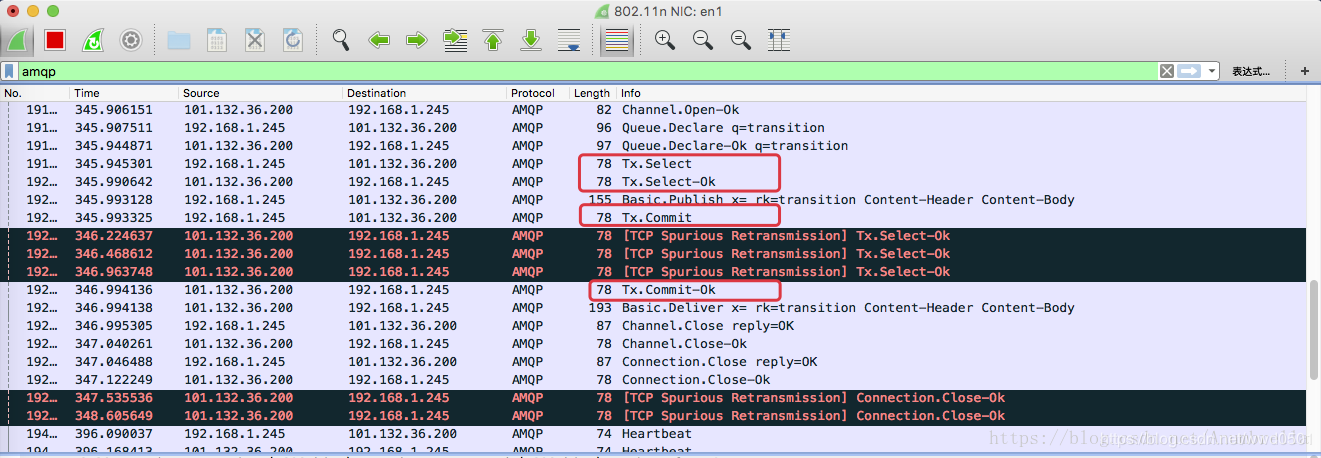 802.11n NIC: en1
amqp 表达式… +
No. Time Source Destination Protocol Length Info
191… 345.906151 101.132.36.200 192.168.1.245 AMQP 82 Channel.Open-Ok
191… 345.907511 192.168.1.245 101.132.36.200 AMQP 96 Queue.Declare q=transition
191… 345.944871 101.132.36.200 192.168.1.245 AMQP 97 Queue.Declare-Ok q=transition
191… 345.945301 192.168.1.245 101.132.36.200 AMQP 78 Tx.Select
192… 345.990642 101.132.36.200 192.168.1.245 AMQP 78 Tx.Select-Ok
192… 345.993128 192.168.1.245 101.132.36.200 AMQP 155 Basic.Publish x= rk=transition Content-Header Content-Body
192… 345.993325 192.168.1.245 101.132.36.200 AMQP 78 Tx.Commit
192… 346.224637 101.132.36.200 192.168.1.245 AMQP 78 [TCP Spurious Retransmission] Tx.Select-Ok
192… 346.468612 101.132.36.200 192.168.1.245 AMQP 78 [TCP Spurious Retransmission] Tx.Select-Ok
192… 346.963748 101.132.36.200 192.168.1.245 AMQP 78 [TCP Spurious Retransmission] Tx.Select-Ok
192… 346.994136 101.132.36.200 192.168.1.245 AMQP 78 Tx.Commit-Ok
192… 346.994138 101.132.36.200 192.168.1.245 AMQP 193 Basic.Deliver x= rk=transition Content-Header Content-Body
192… 346.995305 192.168.1.245 101.132.36.200 AMQP 87 Channel.Close reply=OK
192… 347.040261 101.132.36.200 192.168.1.245 AMQP 78 Channel.Close-Ok
192… 347.046488 192.168.1.245 101.132.36.200 AMQP 87 Connection.Close reply=OK
192… 347.122249 101.132.36.200 192.168.1.245 AMQP 78 Connection.Close-Ok
192… 347.535536 101.132.36.200 192.168.1.245 AMQP 78 [TCP Spurious Retransmission] Connection.Close-Ok
192… 348.605649 101.132.36.200 192.168.1.245 AMQP 78 [TCP Spurious Retransmission] Connection.Close-Ok
194… 396.090037 192.168.1.245 101.132.36.200 AMQP 74 Heartbeat
194… 396.168413 101.132.36.200 192.168.1.245 AMQP 74 Heartbeat